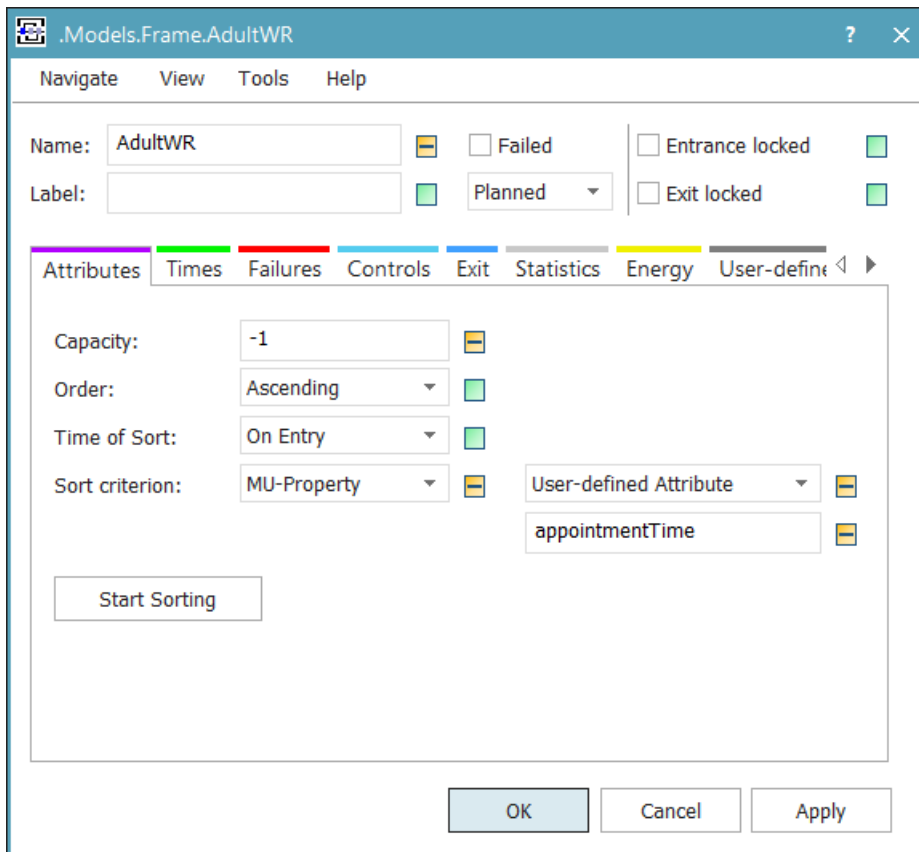 .Models.Frame.AdultWR ? ×
Navigate View Tools Help
Name: AdultWR Failed Entrance locked
Label: Planned Exit locked
Attributes Times Failures Controls Exit Statistics Energy User-define
Capacity: -1
Order: Ascending
Time of Sort: On Entry
Sort criterion: MU-Property User-defined Attribute
appointmentTime
Start Sorting
OK Cancel Apply